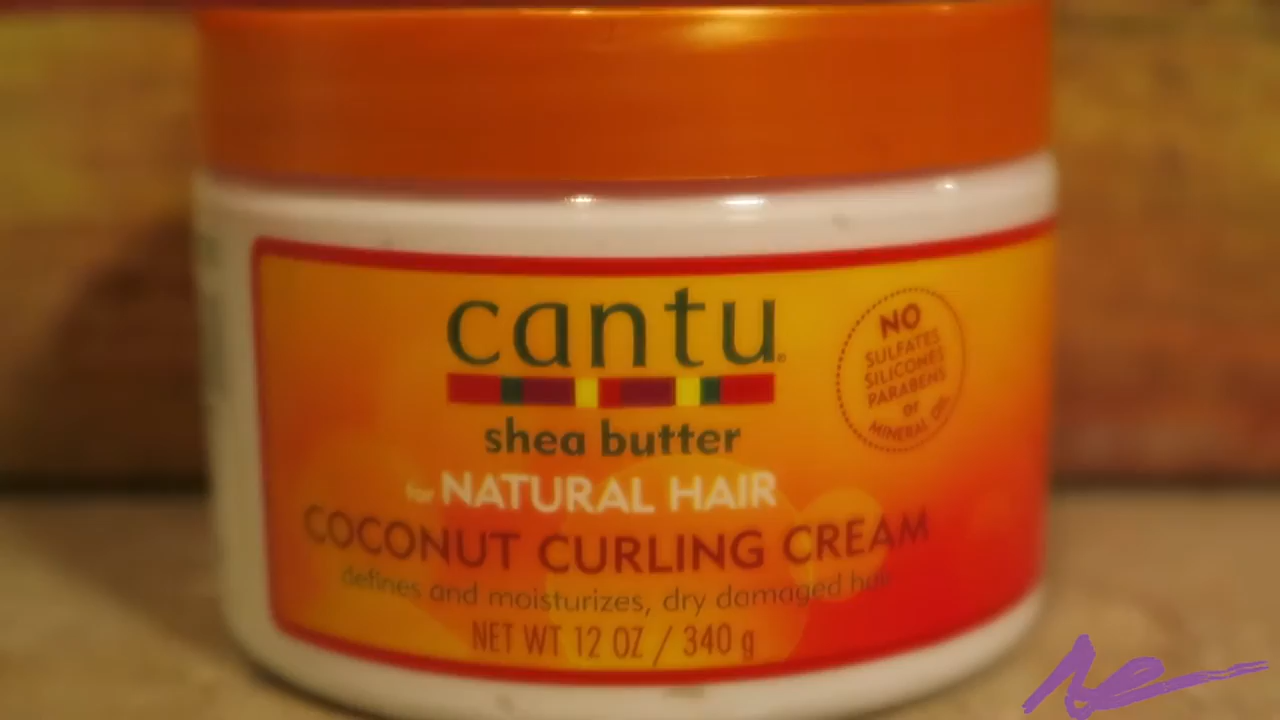 cantu
shea butter
for NATURAL HAIR
COCONUT CURLING CREAM
defines and moisturizes, dry damaged hair
NET WT 12 OZ / 340 g
NO
SULFATES
SILICONES
PARABENS
or
MINERAL OIL